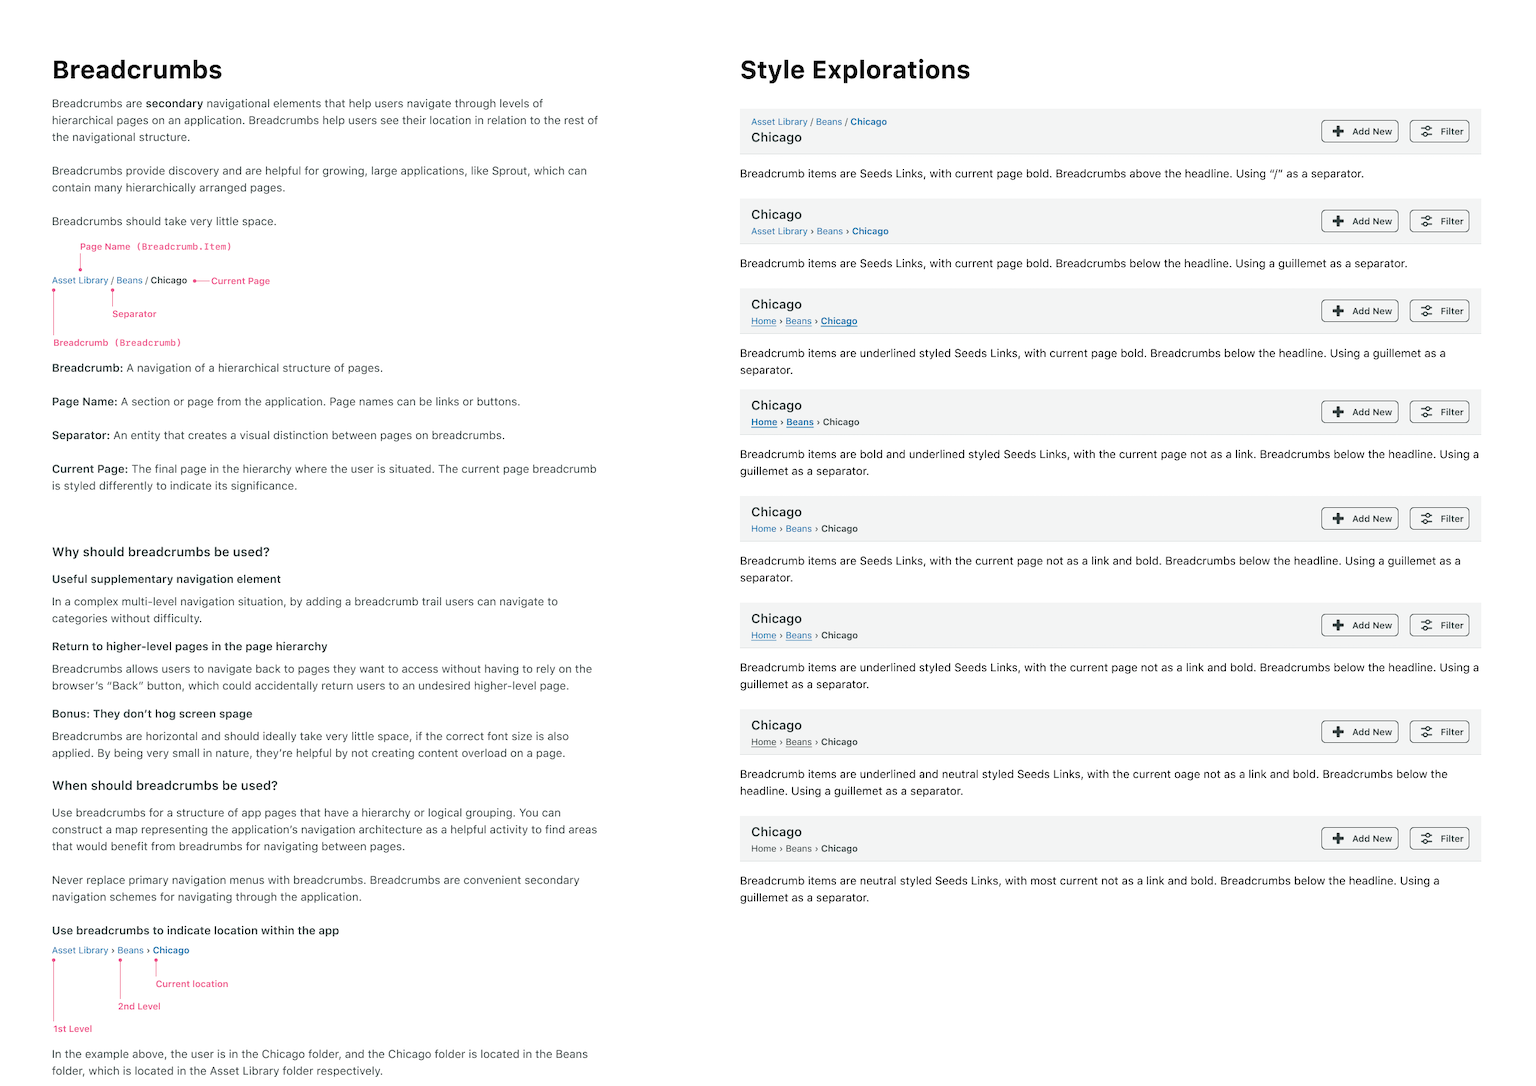 Breadcrumbs
Breadcrumbs are secondary navigational elements that help users navigate through levels of
hierarchical pages on an application. Breadcrumbs help users see their location in relation to the rest of
the navigational structure.
Breadcrumbs provide discovery and are helpful for growing, large applications, like Sprout, which can
contain many hierarchically arranged pages.
Breadcrumbs should take very little space.
Page Name (Breadcrumb.Item)
Asset Library / Beans / Chicago
Current Page
Separator
Breadcrumb (Breadcrumb)
Breadcrumb: A navigation of a hierarchical structure of pages.
Page Name: A section or page from the application. Page names can be links or buttons.
Separator: An entity that creates a visual distinction between pages on breadcrumbs.
Current Page: The final page in the hierarchy where the user is situated. The current page breadcrumb
is styled differently to indicate its significance.
Why should breadcrumbs be used?
Useful supplementary navigation element
In a complex multi-level navigation situation, by adding a breadcrumb trail users can navigate to
categories without difficulty.
Return to higher-level pages in the page hierarchy
Breadcrumbs allows users to navigate back to pages they want to access without having to rely on the
browser’s “Back” button, which could accidentally return users to an undesired higher-level page.
Bonus: They don’t hog screen spage
Breadcrumbs are horizontal and should ideally take very little space, if the correct font size is also
applied. By being very small in nature, they’re helpful by not creating content overload on a page.
When should breadcrumbs be used?
Use breadcrumbs for a structure of app pages that have a hierarchy or logical grouping. You can
construct a map representing the application’s navigation architecture as a helpful activity to find areas
that would benefit from breadcrumbs for navigating between pages.
Never replace primary navigation menus with breadcrumbs. Breadcrumbs are convenient secondary
navigation schemes for navigating through the application.
Use breadcrumbs to indicate location within the app
Asset Library › Beans › Chicago
Current location
2nd Level
1st Level
In the example above, the user is in the Chicago folder, and the Chicago folder is located in the Beans
folder, which is located in the Asset Library folder respectively.
Style Explorations
Asset Library / Beans / Chicago
Chicago
Add New
Filter
Breadcrumb items are Seeds Links, with current page bold. Breadcrumbs above the headline. Using “/” as a separator.
Chicago
Asset Library › Beans › Chicago
Add New
Filter
Breadcrumb items are Seeds Links, with current page bold. Breadcrumbs below the headline. Using a guillemet as a separator.
Chicago
Home › Beans › Chicago
Add New
Filter
Breadcrumb items are underlined styled Seeds Links, with current page bold. Breadcrumbs below the headline. Using a guillemet as a
separator.
Chicago
Home › Beans › Chicago
Add New
Filter
Breadcrumb items are bold and underlined styled Seeds Links, with the current page not as a link. Breadcrumbs below the headline. Using a
guillemet as a separator.
Chicago
Home › Beans › Chicago
Add New
Filter
Breadcrumb items are Seeds Links, with the current page not as a link and bold. Breadcrumbs below the headline. Using a guillemet as a
separator.
Chicago
Home › Beans › Chicago
Add New
Filter
Breadcrumb items are underlined styled Seeds Links, with the current page not as a link and bold. Breadcrumbs below the headline. Using a
guillemet as a separator.
Chicago
Home › Beans › Chicago
Add New
Filter
Breadcrumb items are underlined and neutral styled Seeds Links, with the current oage not as a link and bold. Breadcrumbs below the
headline. Using a guillemet as a separator.
Chicago
Home › Beans › Chicago
Add New
Filter
Breadcrumb items are neutral styled Seeds Links, with most current not as a link and bold. Breadcrumbs below the headline. Using a
guillemet as a separator.